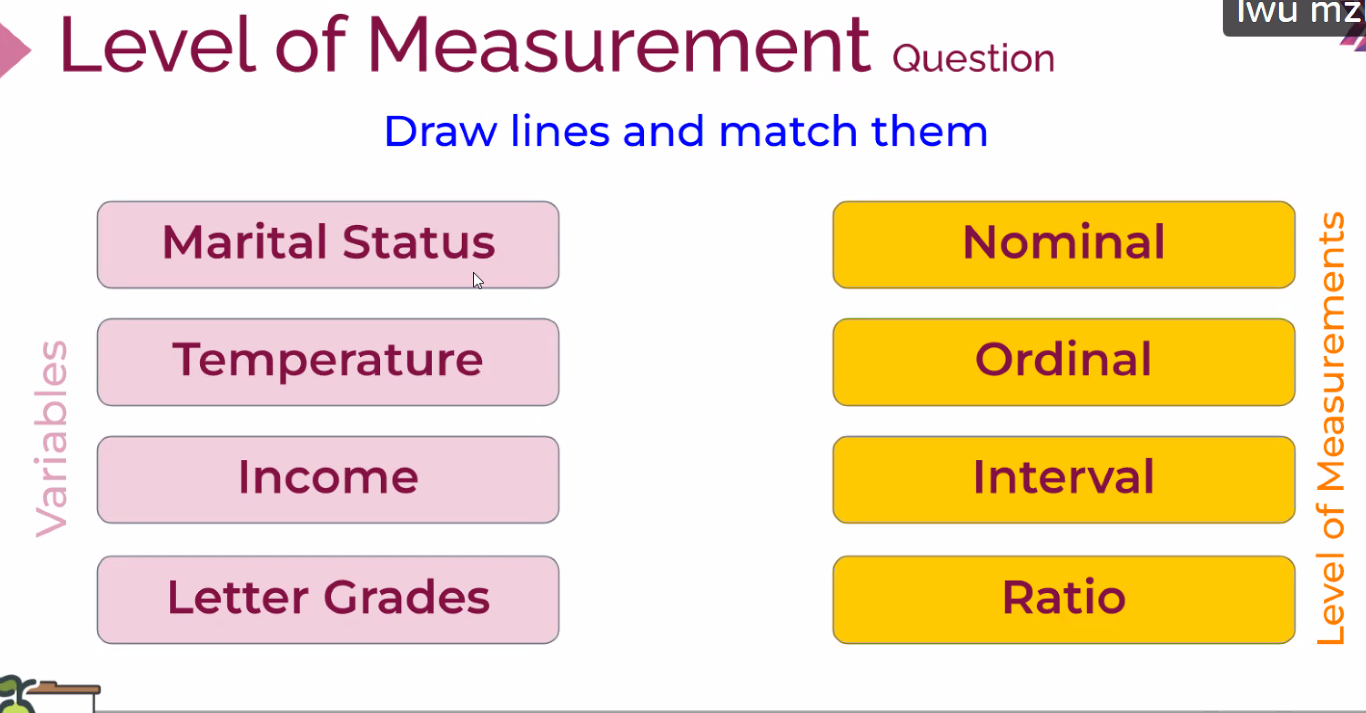 Level of Measurement Question
Draw lines and match them
Marital Status
Temperature
Income
Letter Grades
Variables
Nominal
Ordinal
Interval
Ratio
Level of Measurements